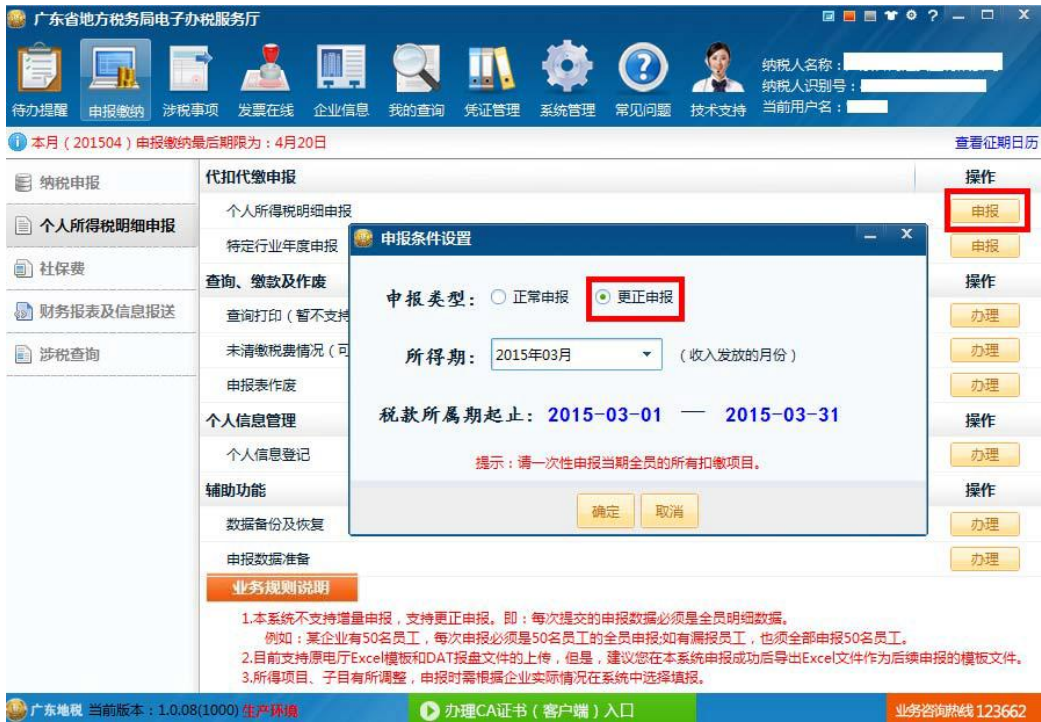 广东省地方税务局电子办税服务厅
待办提醒 申报缴纳 涉税事项 发票在线 企业信息 我的查询 凭证管理 系统管理 常见问题 技术支持
纳税人名称：
纳税人识别号：
当前用户名：
本月（201504）申报缴纳最后期限为：4月20日 查看征期日历
纳税申报
个人所得税明细申报
社保费
财务报表及信息报送
涉税查询
代扣代缴申报 操作
个人所得税明细申报 申报
特定行业年度申报 申报
查询、缴款及作废 操作
查询打印（暂不支持 办理
未清缴税费情况（可 办理
申报表作废 办理
个人信息管理 操作
个人信息登记 办理
辅助功能 操作
数据备份及恢复 办理
申报数据准备 办理
申报条件设置
申报类型： 正常申报 更正申报
所得期： 2015年03月 （收入发放的月份）
税款所属期起止： 2015-03-01 — 2015-03-31
提示：请一次性申报当期全员的所有扣缴项目。
确定 取消
业务规则说明
1.本系统不支持增量申报，支持更正申报。即：每次提交的申报数据必须是全员明细数据。
例如：某企业有50名员工，每次申报必须是50名员工的全员申报;如有漏报员工，也须全部申报50名员工。
2.目前支持原电厅Excel模板和DAT报盘文件的上传，但是，建议您在本系统申报成功后导出Excel文件作为后续申报的模板文件。
3.所得项目、子目有所调整，申报时需根据企业实际情况在系统中选择填报。
广东地税 当前版本：1.0.08(1000) 生产环境 办理CA证书（客户端）入口 业务咨询热线 123662